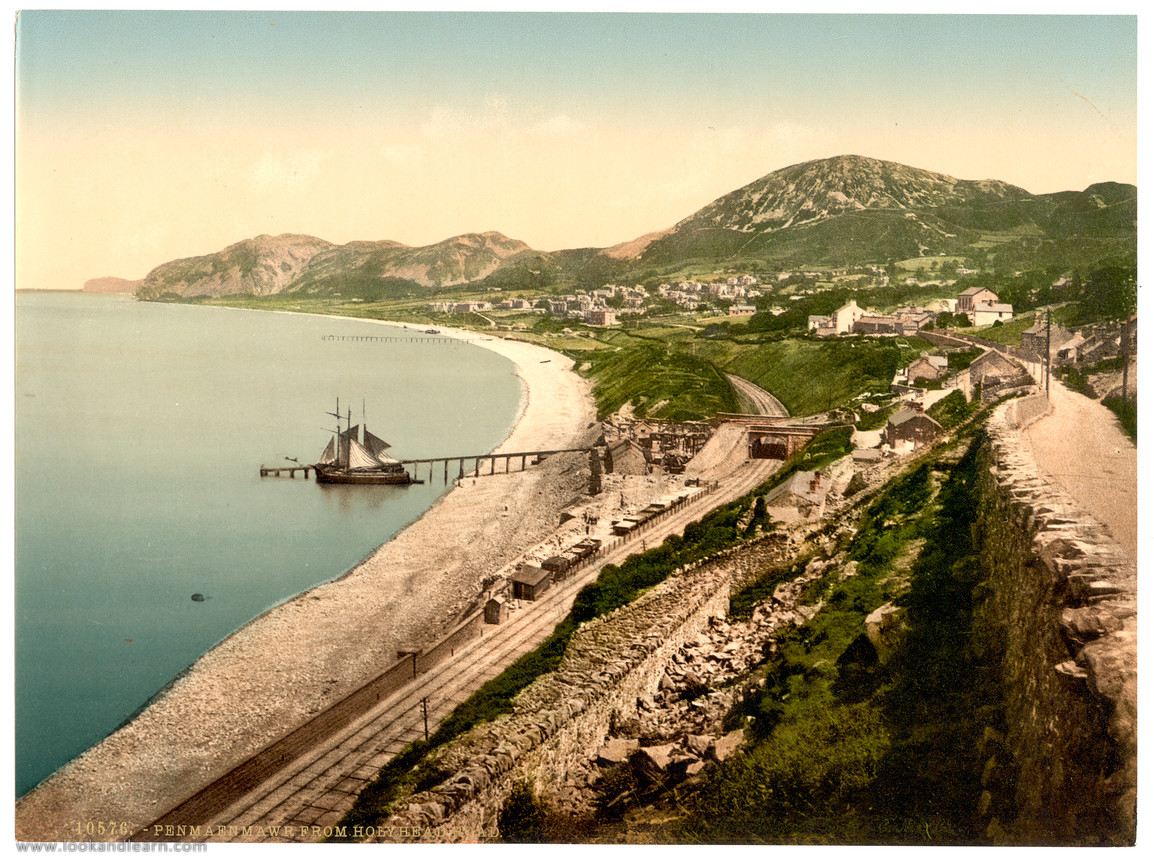 10576. - PENMAENMAWR FROM HOLYHEAD ROAD.
www.lookandlearn.com